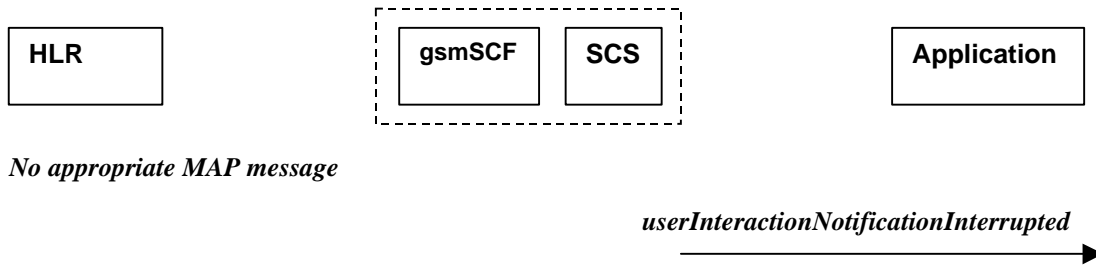 HLR
gsmSCF
SCS
Application
No appropriate MAP message
userInteractionNotificationInterrupted